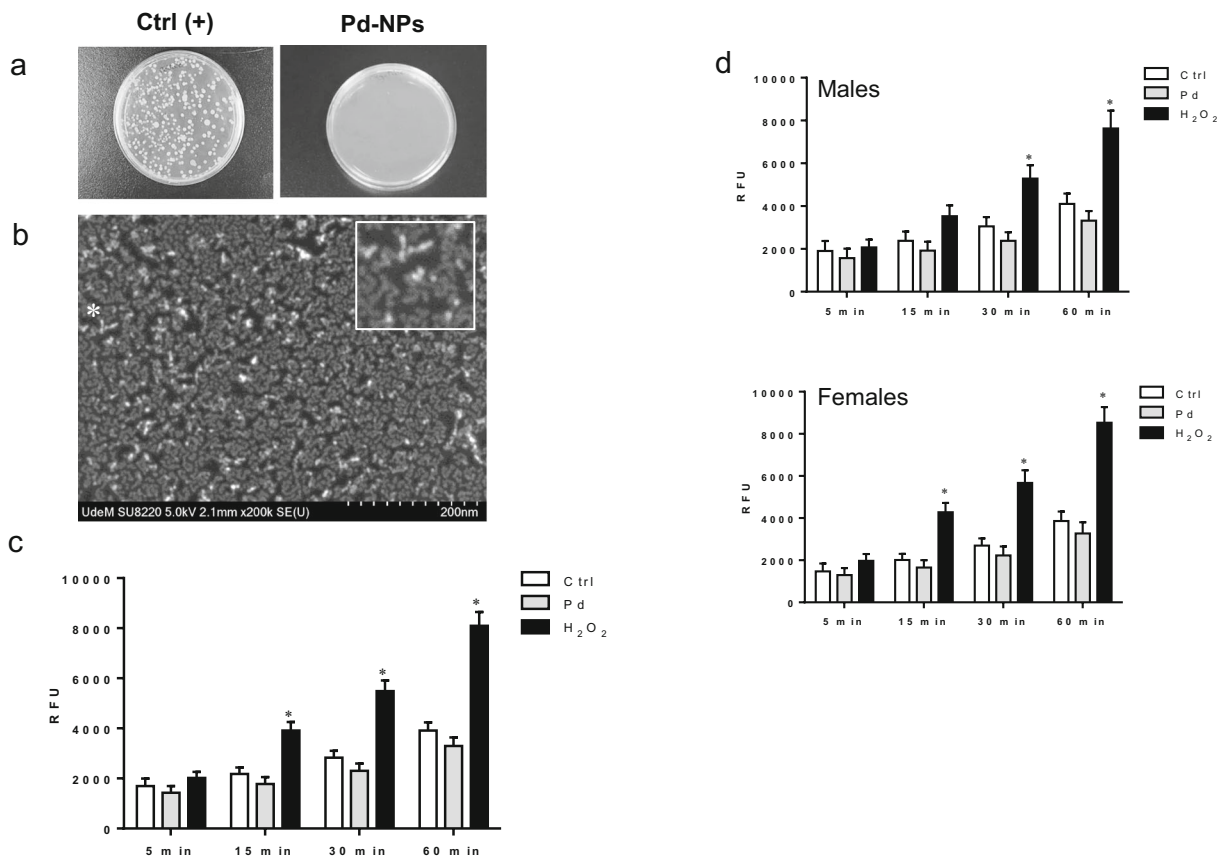 Ctrl (+)
Pd-NPs
a
b
*
UdeM SU8220 5.0kV 2.1mm x200k SE(U)
200nm
c
10000
8000
6000
4000
2000
0
RFU
*
*
*
5 min
15 min
30 min
60 min
Ctrl
Pd
H₂O₂
d
Males
10000
8000
6000
4000
2000
0
RFU
*
*
5 min
15 min
30 min
60 min
Ctrl
Pd
H₂O₂
Females
10000
8000
6000
4000
2000
0
RFU
*
*
*
5 min
15 min
30 min
60 min
Ctrl
Pd
H₂O₂